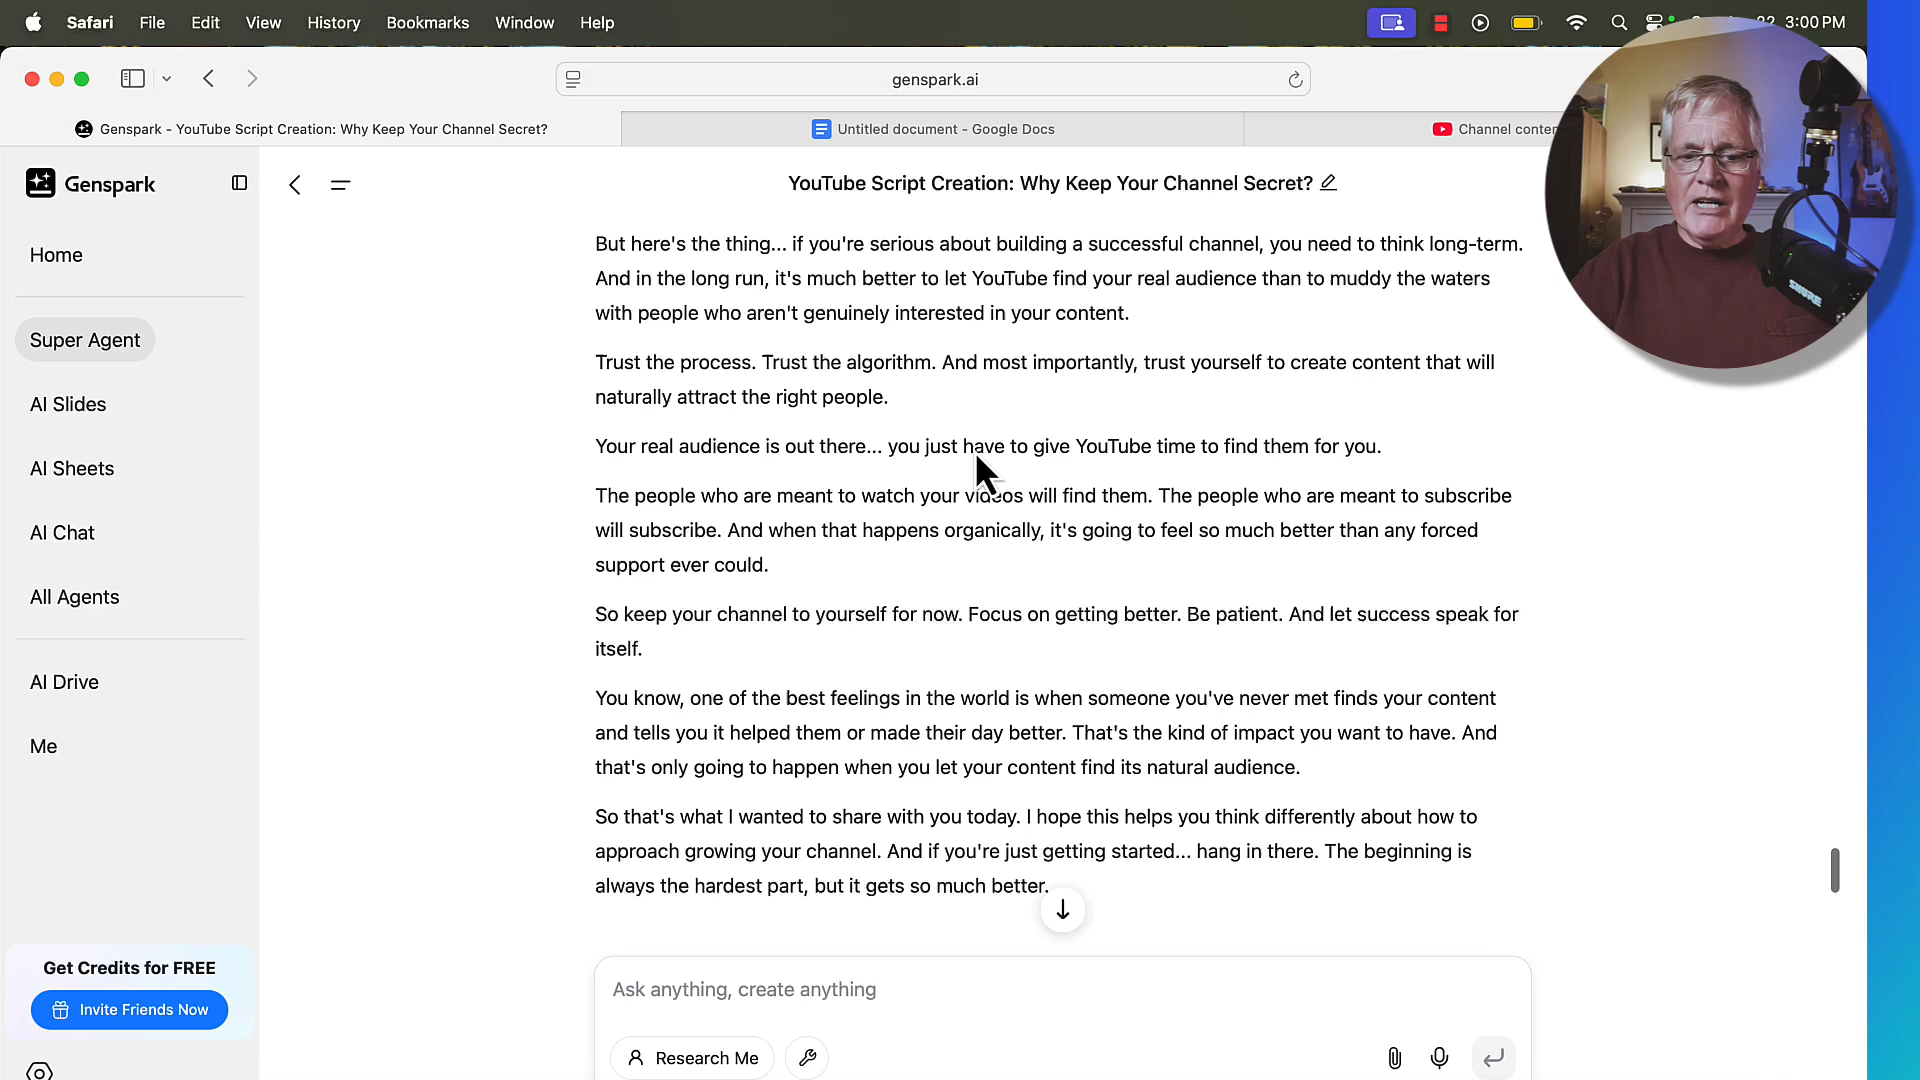 Safari File Edit View History Bookmarks Window Help
3:00 PM
genspark.ai
Genspark - YouTube Script Creation: Why Keep Your Channel Secret?
Untitled document - Google Docs
Channel conten
Genspark
YouTube Script Creation: Why Keep Your Channel Secret?
Home
Super Agent
AI Slides
AI Sheets
AI Chat
All Agents
AI Drive
Me
Get Credits for FREE
Invite Friends Now
But here's the thing... if you're serious about building a successful channel, you need to think long-term.
And in the long run, it's much better to let YouTube find your real audience than to muddy the waters
with people who aren't genuinely interested in your content.
Trust the process. Trust the algorithm. And most importantly, trust yourself to create content that will
naturally attract the right people.
Your real audience is out there... you just have to give YouTube time to find them for you.
The people who are meant to watch your videos will find them. The people who are meant to subscribe
will subscribe. And when that happens organically, it's going to feel so much better than any forced
support ever could.
So keep your channel to yourself for now. Focus on getting better. Be patient. And let success speak for
itself.
You know, one of the best feelings in the world is when someone you've never met finds your content
and tells you it helped them or made their day better. That's the kind of impact you want to have. And
that's only going to happen when you let your content find its natural audience.
So that's what I wanted to share with you today. I hope this helps you think differently about how to
approach growing your channel. And if you're just getting started... hang in there. The beginning is
always the hardest part, but it gets so much better.
Ask anything, create anything
Research Me
SHURE